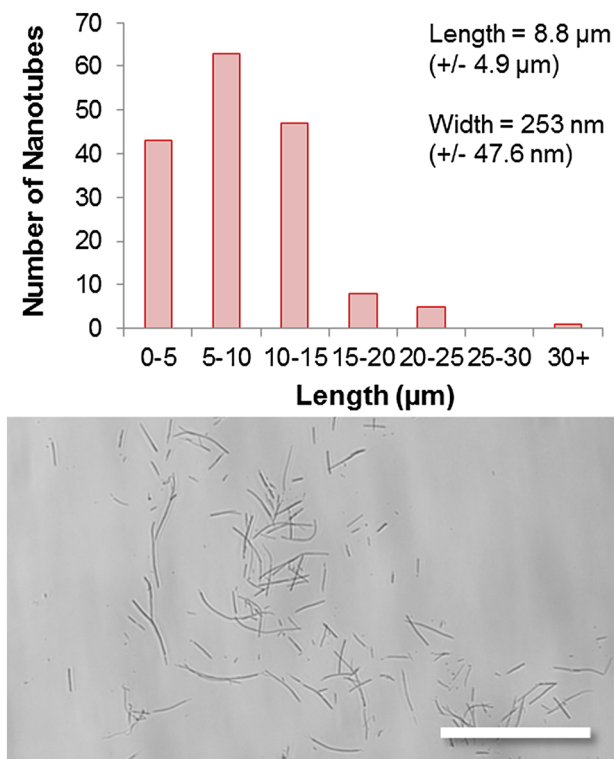 70
60
50
40
30
20
10
0
Number of Nanotubes
Length = 8.8 µm
(+/- 4.9 µm)
Width = 253 nm
(+/- 47.6 nm)
0-5 5-10 10-15 15-20 20-25 25-30 30+
Length (µm)